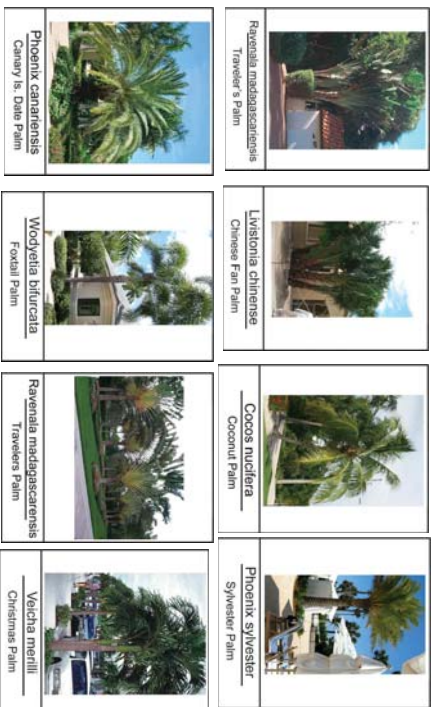 Ravenala madagascariensis
Traveler's Palm
Livistonia chinense
Chinese Fan Palm
Cocos nucifera
Coconut Palm
Phoenix sylvester
Sylvester Palm
Phoenix canariensis
Canary Is. Date Palm
Wodyetia bifurcata
Foxtail Palm
Ravenala madagascarensis
Travelers Palm
Veicha merilli
Christmas Palm